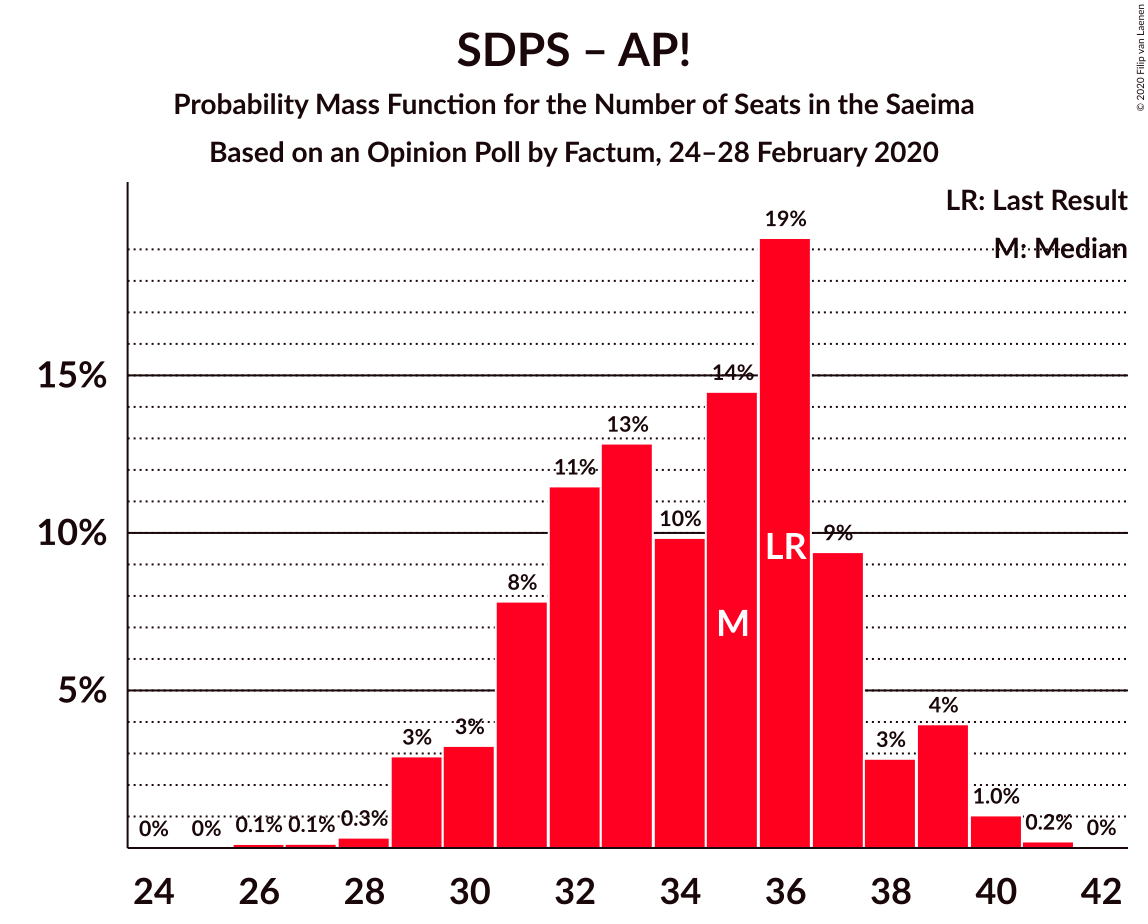 SDPS – AP!
Probability Mass Function for the Number of Seats in the Saeima
Based on an Opinion Poll by Factum, 24–28 February 2020
© 2020 Filip van Laenen
LR: Last Result
M: Median
15%
10%
5%
0%
0%
0.1%
0.1%
0.3%
3%
3%
8%
11%
13%
10%
14%
19%
9%
3%
4%
1.0%
0.2%
0%
LR
M
24 26 28 30 32 34 36 38 40 42